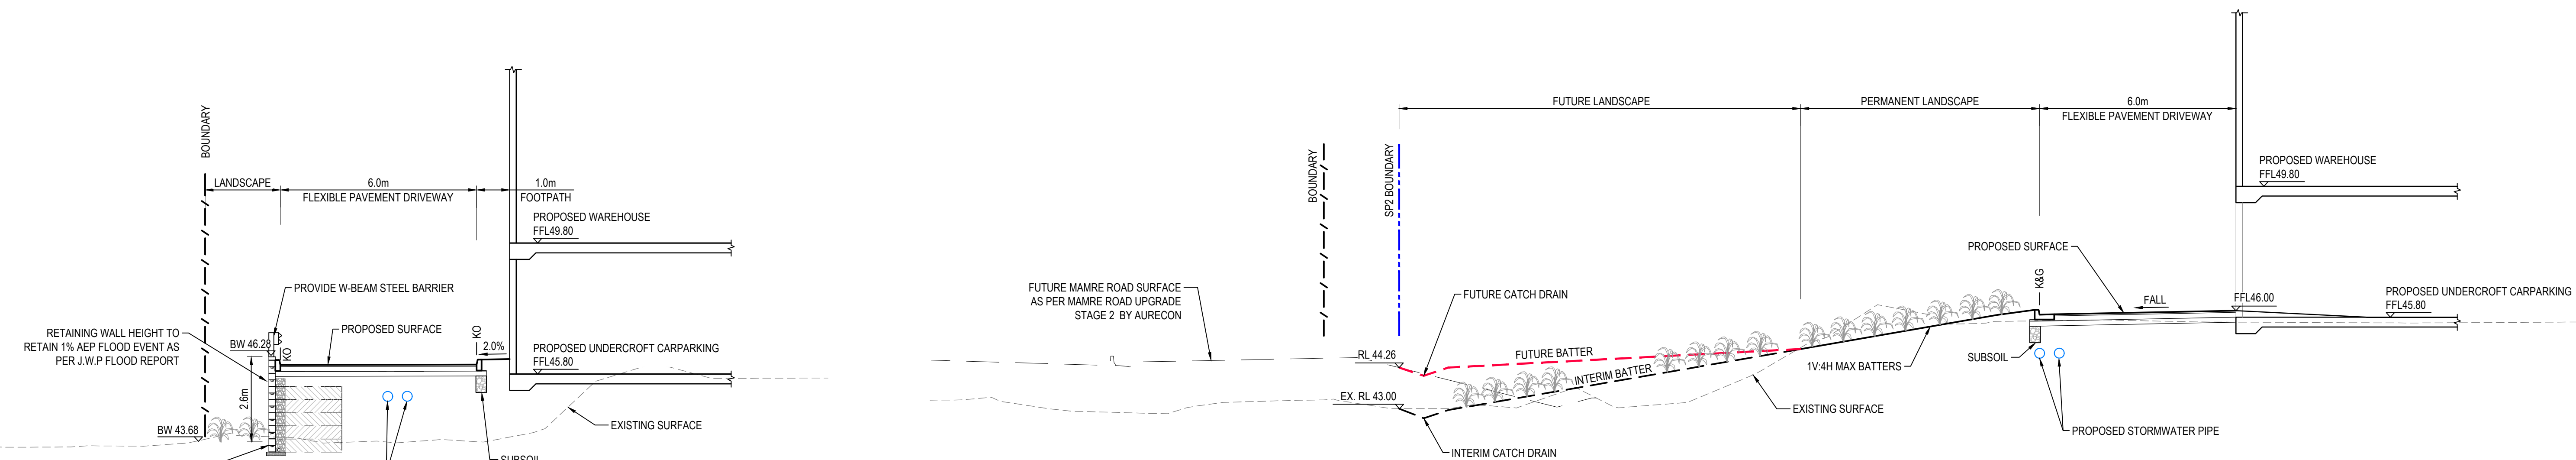 BOUNDARY
LANDSCAPE
6.0m
FLEXIBLE PAVEMENT DRIVEWAY
1.0m
FOOTPATH
PROPOSED WAREHOUSE
FFL49.80
PROVIDE W-BEAM STEEL BARRIER
RETAINING WALL HEIGHT TO
RETAIN 1% AEP FLOOD EVENT AS
PER J.W.P FLOOD REPORT
BW 46.28
KO
PROPOSED SURFACE
KO
2.0%
PROPOSED UNDERCROFT CARPARKING
FFL45.80
2.6m
BW 43.68
EXISTING SURFACE
SUBSOIL
FUTURE LANDSCAPE
PERMANENT LANDSCAPE
6.0m
FLEXIBLE PAVEMENT DRIVEWAY
BOUNDARY
SP2 BOUNDARY
PROPOSED WAREHOUSE
FFL49.80
FUTURE MAMRE ROAD SURFACE
AS PER MAMRE ROAD UPGRADE
STAGE 2 BY AURECON
FUTURE CATCH DRAIN
PROPOSED SURFACE
K&G
FALL
FFL46.00
PROPOSED UNDERCROFT CARPARKING
FFL45.80
RL 44.26
FUTURE BATTER
INTERIM BATTER
1V:4H MAX BATTERS
SUBSOIL
EX. RL 43.00
EXISTING SURFACE
PROPOSED STORMWATER PIPE
INTERIM CATCH DRAIN